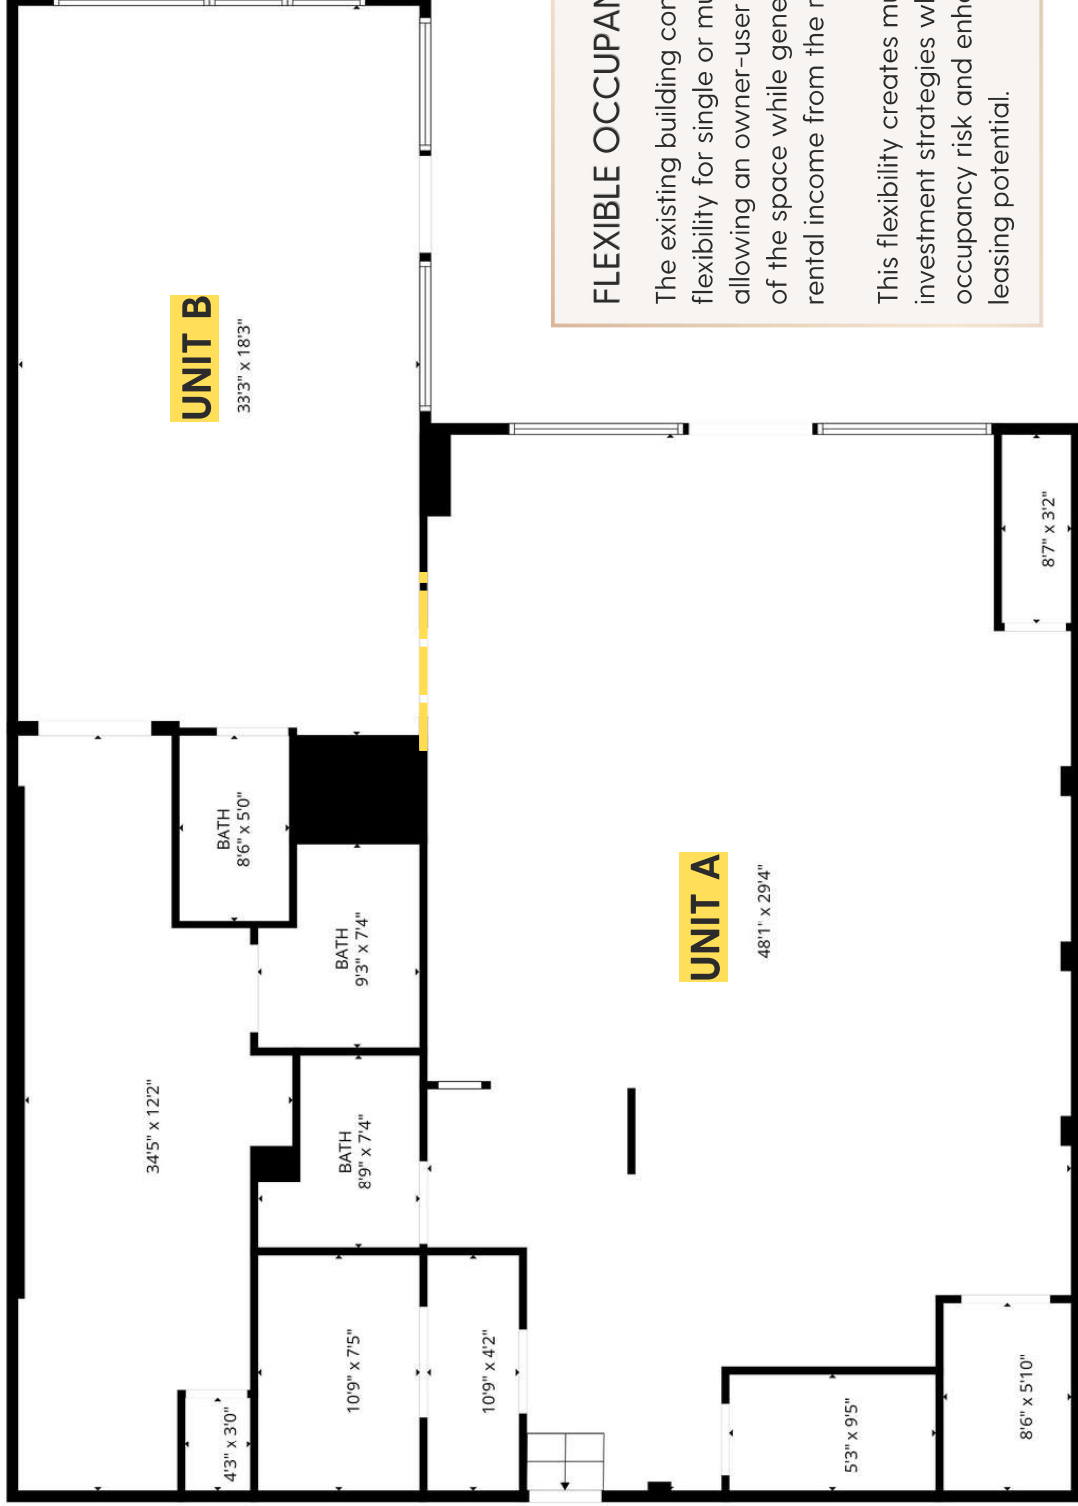 UNIT B
33'3" x 18'3"
BATH
8'6" x 5'0"
BATH
9'3" x 7'4"
34'5" x 12'2"
BATH
8'9" x 7'4"
4'3" x 3'0"
10'9" x 7'5"
10'9" x 4'2"
UNIT A
48'1" x 29'4"
8'7" x 3'2"
5'3" x 9'5"
8'6" x 5'10"
FLEXIBLE
The existing building
flexibility for single or
allowing an owner-user
of the space while
rental income from the
This flexibility creates
investment strategies
occupancy risk and
leasing potential.